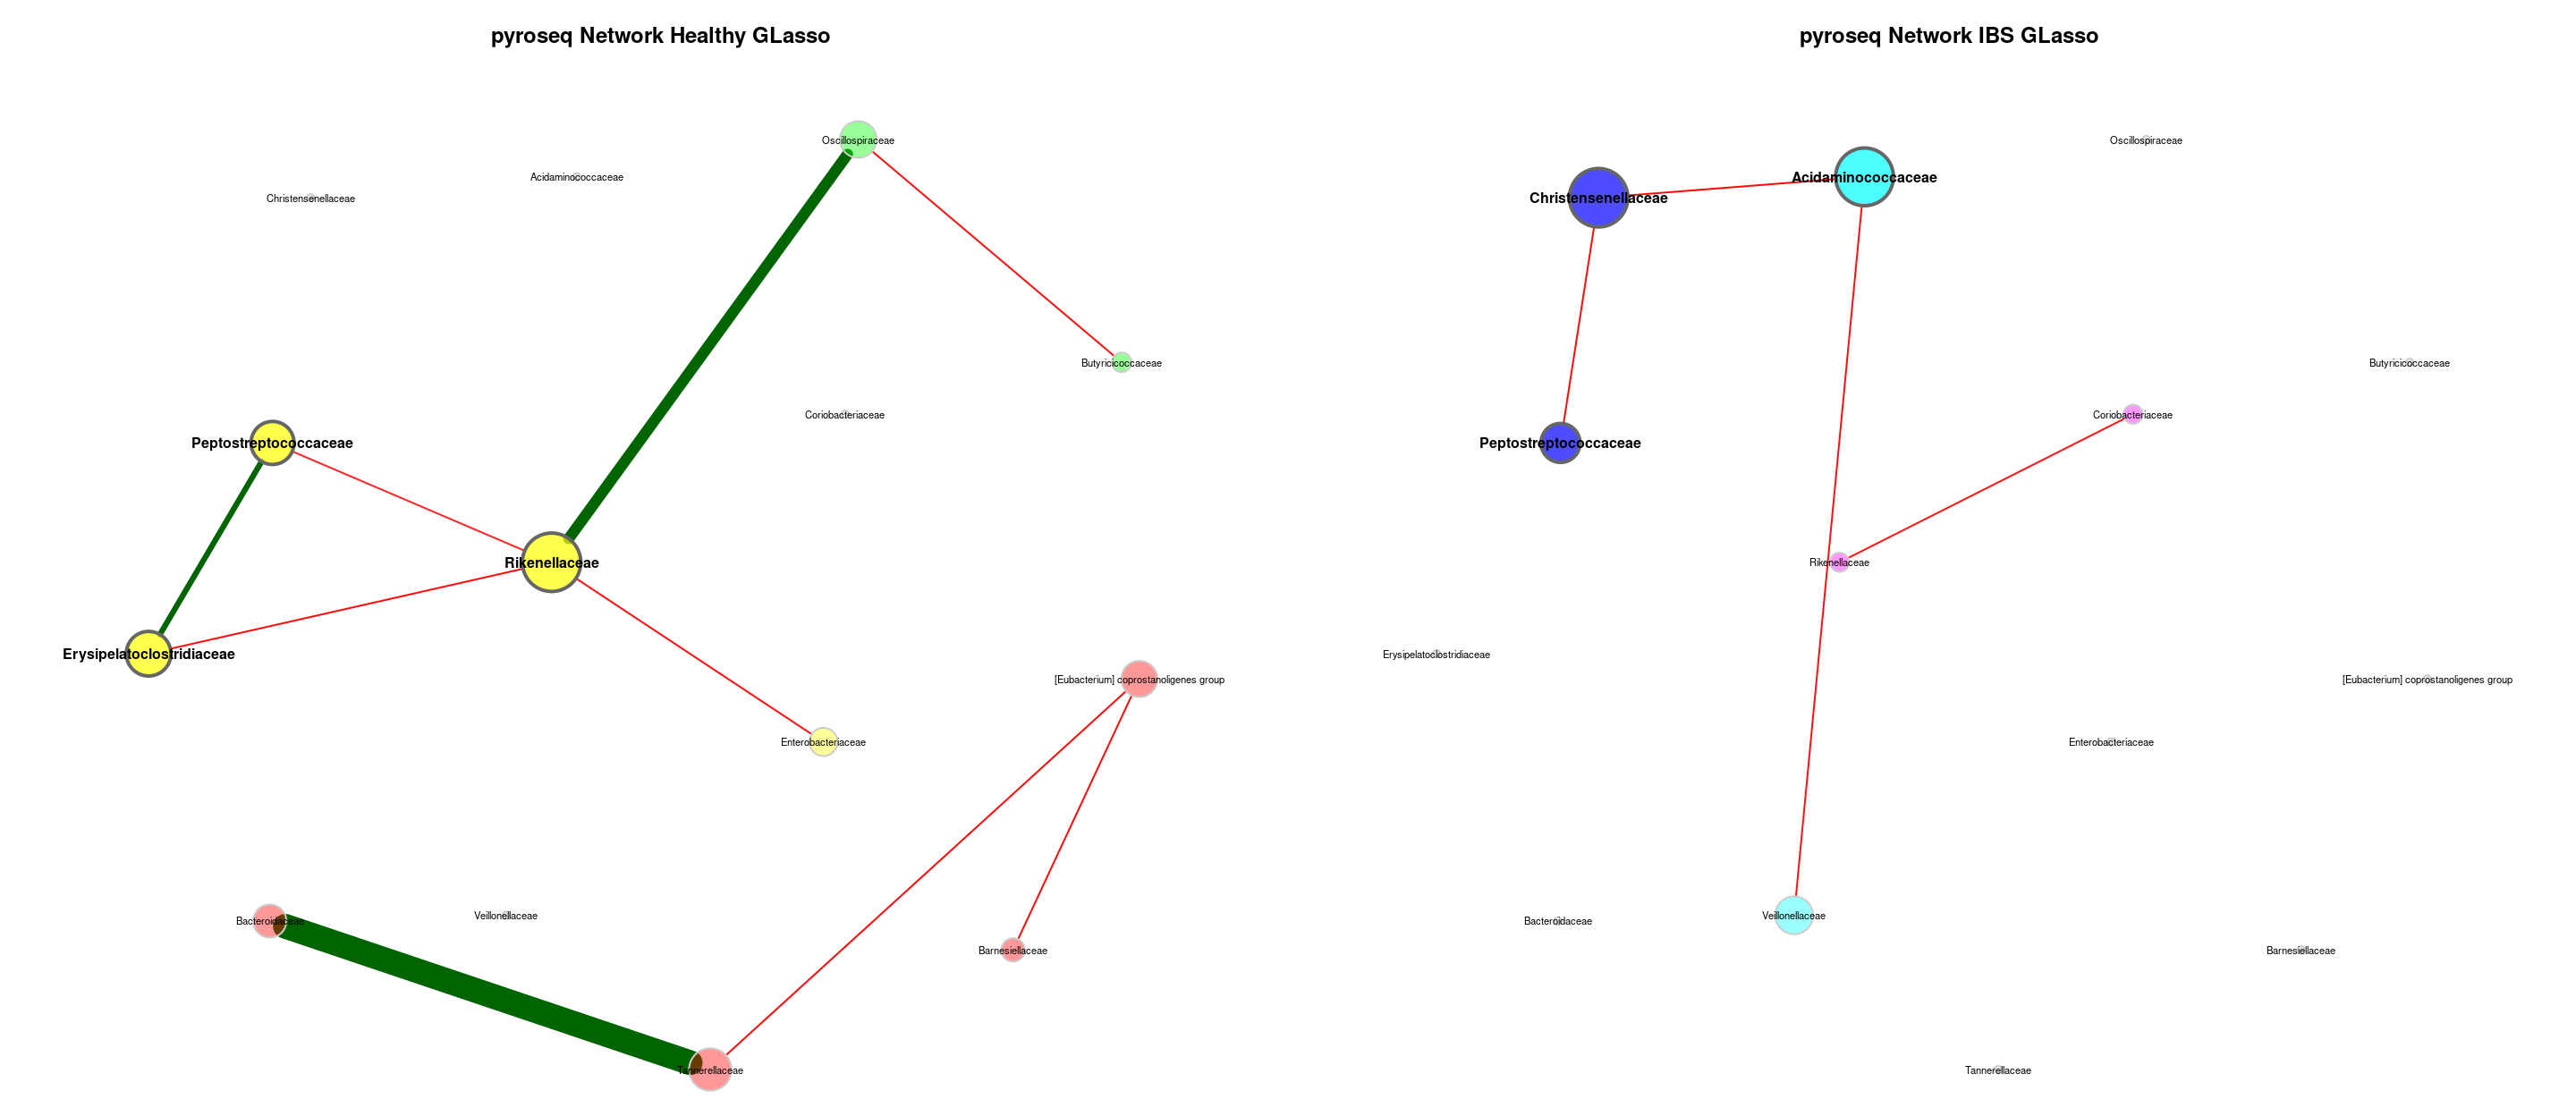 pyroseq Network Healthy GLasso
Oscillospiraceae
Acidaminococcaceae
Christensenellaceae
Butyricicoccaceae
Coriobacteriaceae
Peptostreptococcaceae
Rikenellaceae
Erysipelatoclostridiaceae
[Eubacterium] coprostanoligenes group
Enterobacteriaceae
Veillonellaceae
Bacteroidaceae
Barnesiellaceae
Tannerellaceae
pyroseq Network IBS GLasso
Oscillospiraceae
Acidaminococcaceae
Christensenellaceae
Butyricicoccaceae
Coriobacteriaceae
Peptostreptococcaceae
Rikenellaceae
Erysipelatoclostridiaceae
[Eubacterium] coprostanoligenes group
Enterobacteriaceae
Veillonellaceae
Bacteroidaceae
Barnesiellaceae
Tannerellaceae